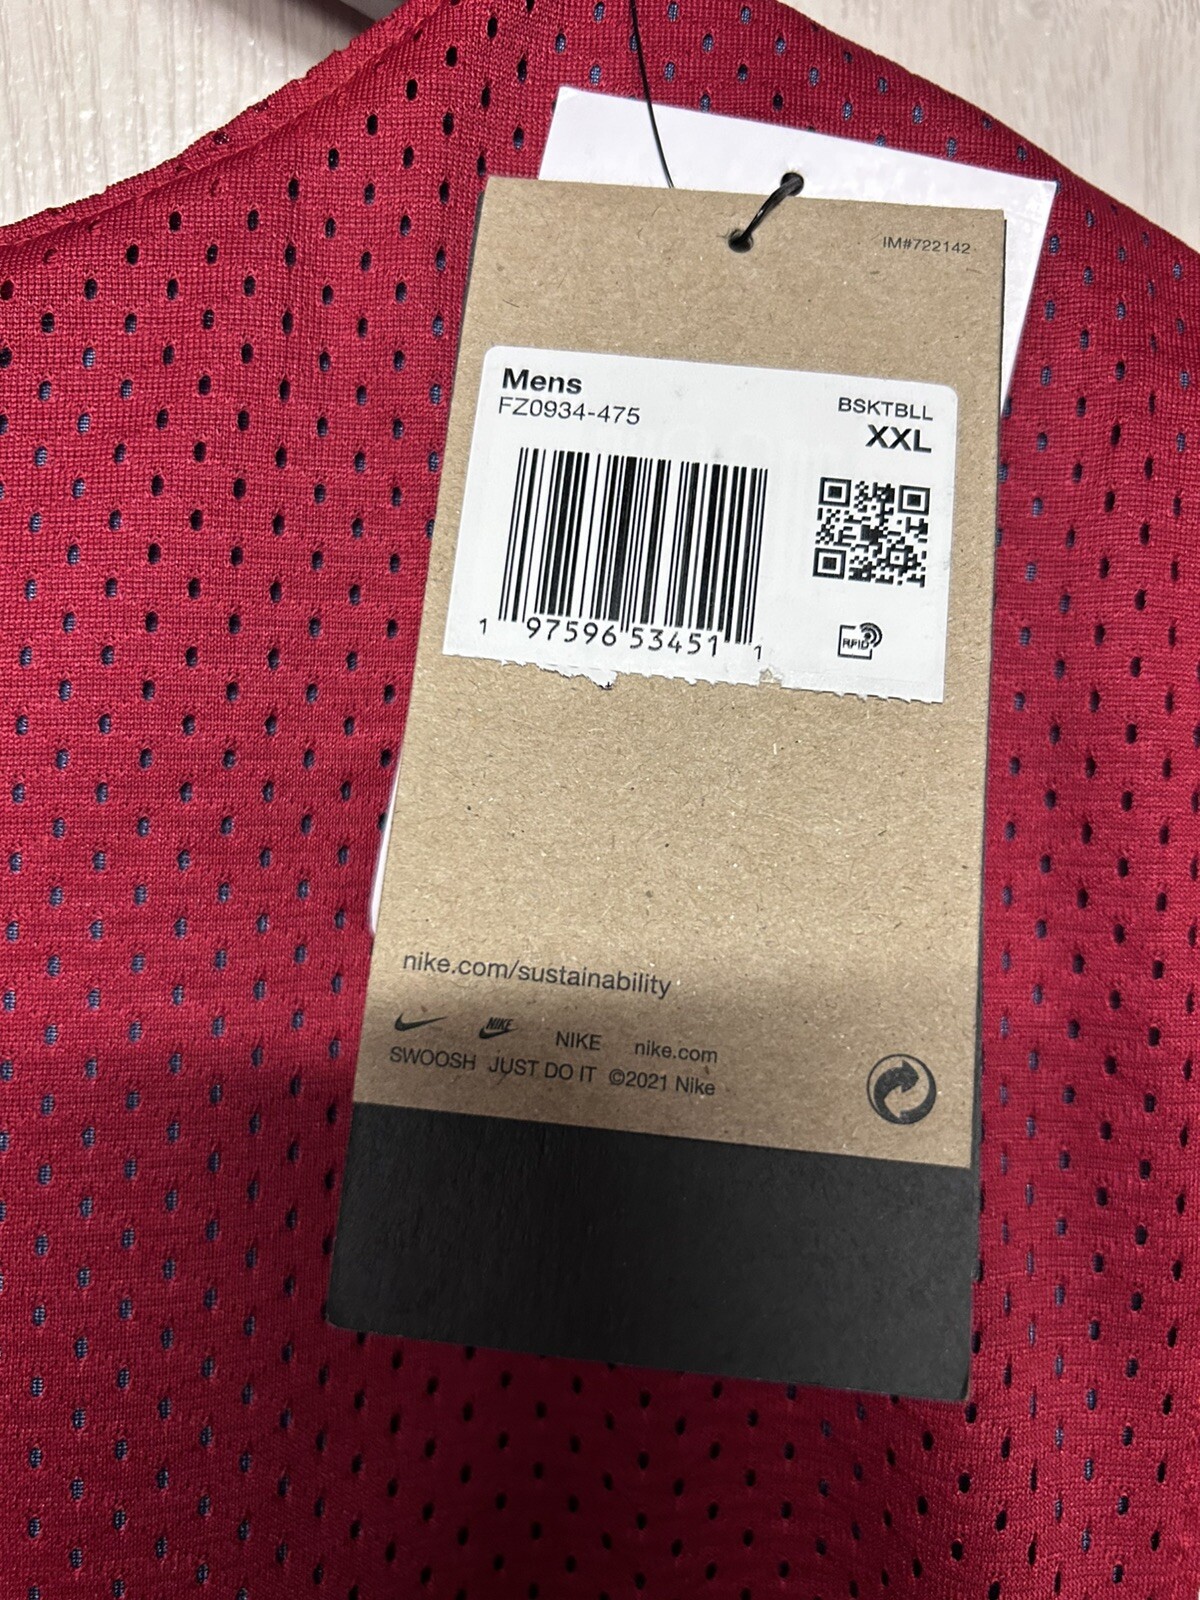 IM#722142
Mens
FZ0934-475
BSKTBLL
XXL
1 97596 53451 1
RFID
nike.com/sustainability
NIKE NIKE nike.com
SWOOSH JUST DO IT ©2021 Nike